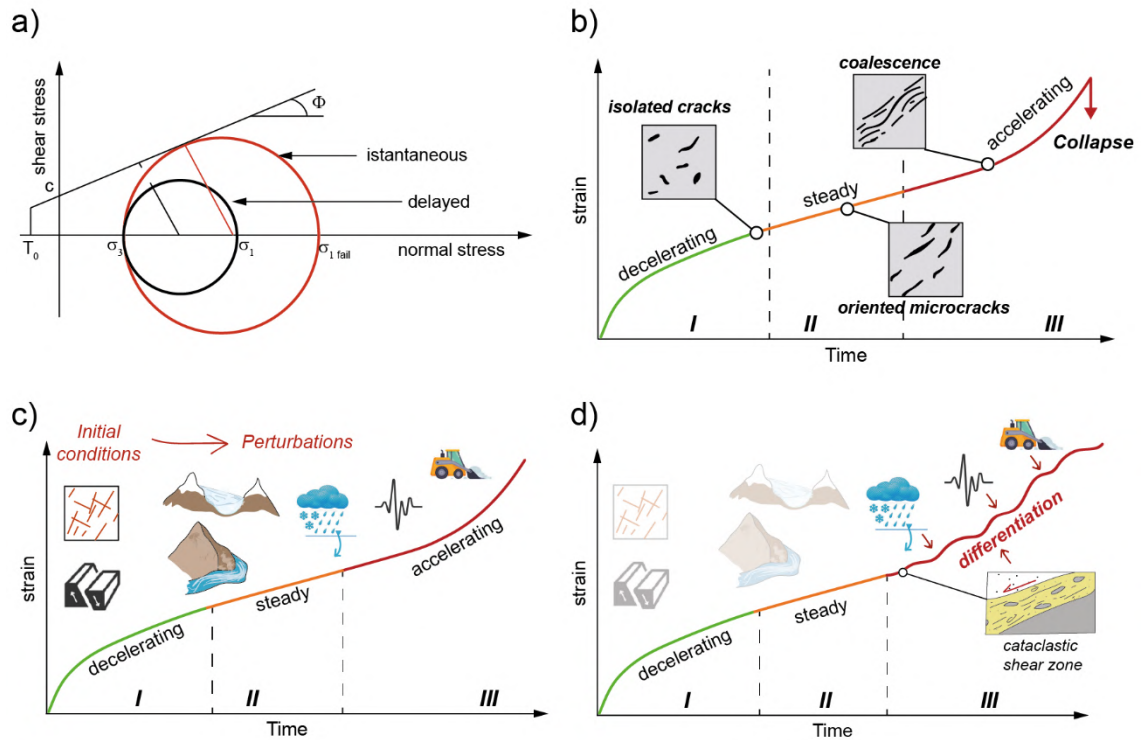 a)
shear stress
c
T0
σ3
σ1
σ1 fail
normal stress
Φ
istantaneous
delayed
b)
strain
isolated cracks
coalescence
decelerating
steady
accelerating
Collapse
oriented microcracks
I
II
III
Time
c)
Initial
conditions
Perturbations
strain
decelerating
steady
accelerating
I
II
III
Time
d)
strain
decelerating
steady
differentiation
cataclastic
shear zone
I
II
III
Time